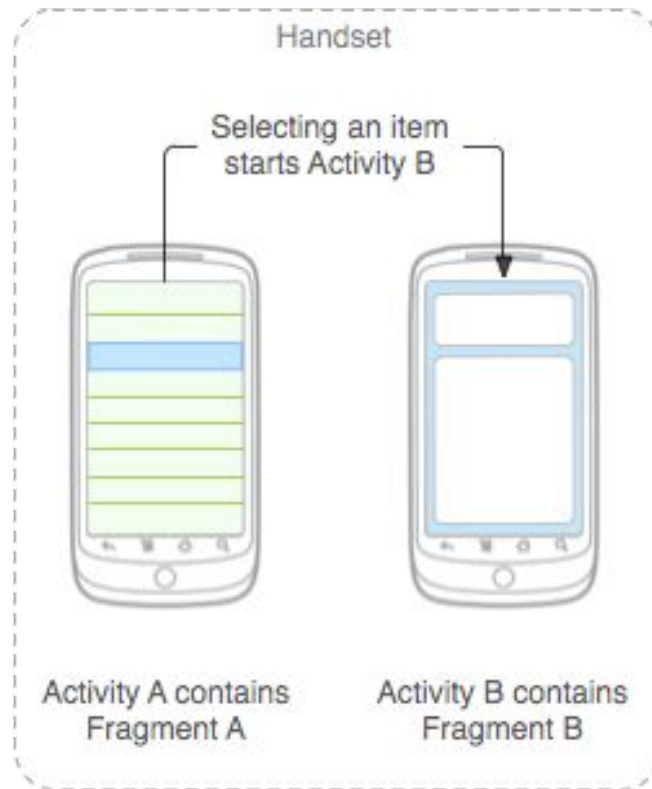 Handset
Selecting an item
starts Activity B
Activity A contains
Fragment A
Activity B contains
Fragment B